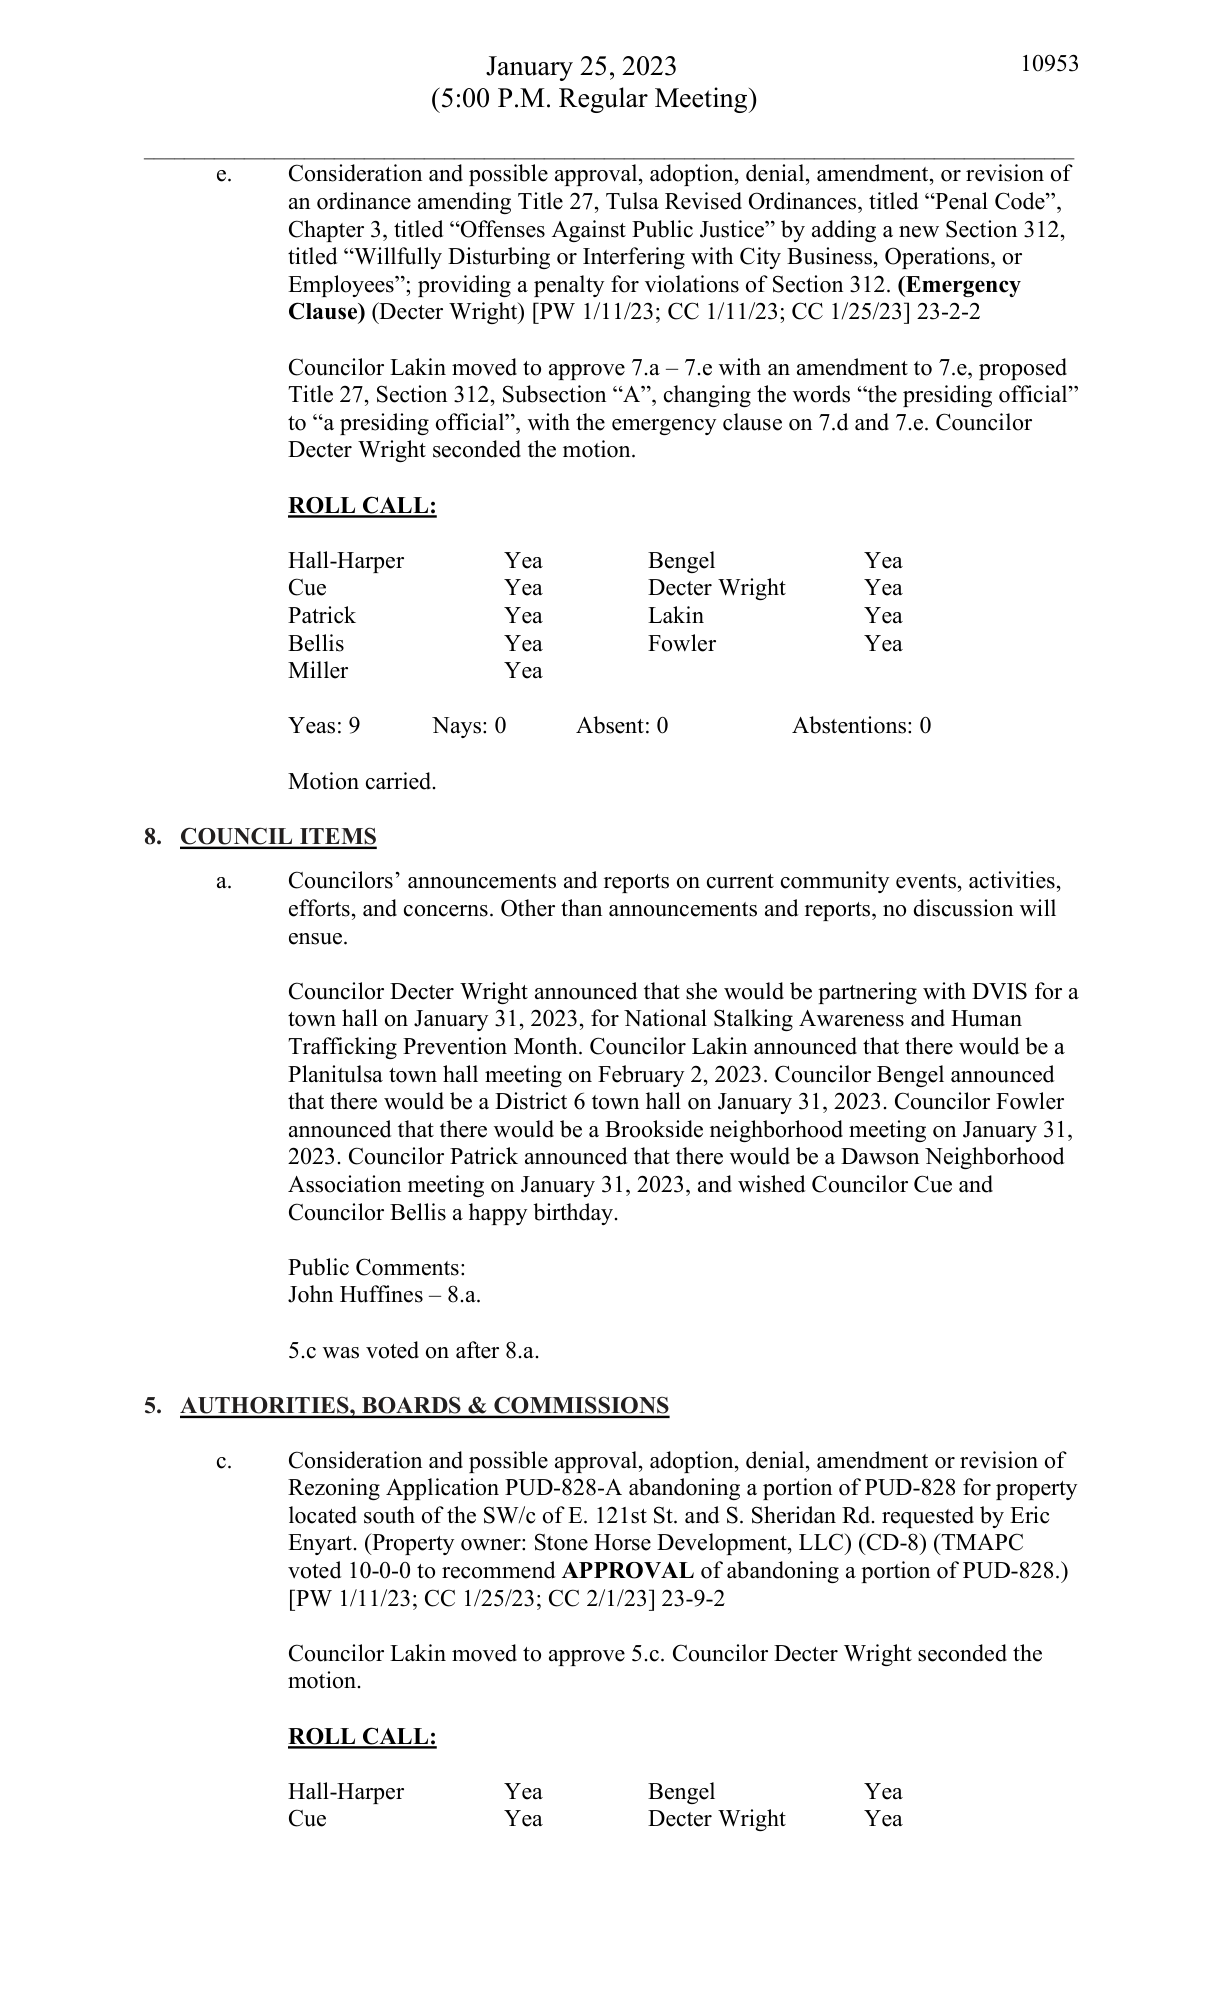 January 25, 2023
10953
(5:00 P.M. Regular Meeting)
e. Consideration and possible approval, adoption, denial, amendment, or revision of
an ordinance amending Title 27, Tulsa Revised Ordinances, titled “Penal Code”,
Chapter 3, titled “Offenses Against Public Justice” by adding a new Section 312,
titled “Willfully Disturbing or Interfering with City Business, Operations, or
Employees”; providing a penalty for violations of Section 312. (Emergency
Clause) (Decter Wright) [PW 1/11/23; CC 1/11/23; CC 1/25/23] 23-2-2
Councilor Lakin moved to approve 7.a – 7.e with an amendment to 7.e, proposed
Title 27, Section 312, Subsection “A”, changing the words “the presiding official”
to “a presiding official”, with the emergency clause on 7.d and 7.e. Councilor
Decter Wright seconded the motion.
ROLL CALL:
Hall-Harper Yea Bengel Yea
Cue Yea Decter Wright Yea
Patrick Yea Lakin Yea
Bellis Yea Fowler Yea
Miller Yea
Yeas: 9 Nays: 0 Absent: 0 Abstentions: 0
Motion carried.
8. COUNCIL ITEMS
a. Councilors’ announcements and reports on current community events, activities,
efforts, and concerns. Other than announcements and reports, no discussion will
ensue.
Councilor Decter Wright announced that she would be partnering with DVIS for a
town hall on January 31, 2023, for National Stalking Awareness and Human
Trafficking Prevention Month. Councilor Lakin announced that there would be a
Planitulsa town hall meeting on February 2, 2023. Councilor Bengel announced
that there would be a District 6 town hall on January 31, 2023. Councilor Fowler
announced that there would be a Brookside neighborhood meeting on January 31,
2023. Councilor Patrick announced that there would be a Dawson Neighborhood
Association meeting on January 31, 2023, and wished Councilor Cue and
Councilor Bellis a happy birthday.
Public Comments:
John Huffines – 8.a.
5.c was voted on after 8.a.
5. AUTHORITIES, BOARDS & COMMISSIONS
c. Consideration and possible approval, adoption, denial, amendment or revision of
Rezoning Application PUD-828-A abandoning a portion of PUD-828 for property
located south of the SW/c of E. 121st St. and S. Sheridan Rd. requested by Eric
Enyart. (Property owner: Stone Horse Development, LLC) (CD-8) (TMAPC
voted 10-0-0 to recommend APPROVAL of abandoning a portion of PUD-828.)
[PW 1/11/23; CC 1/25/23; CC 2/1/23] 23-9-2
Councilor Lakin moved to approve 5.c. Councilor Decter Wright seconded the
motion.
ROLL CALL:
Hall-Harper Yea Bengel Yea
Cue Yea Decter Wright Yea